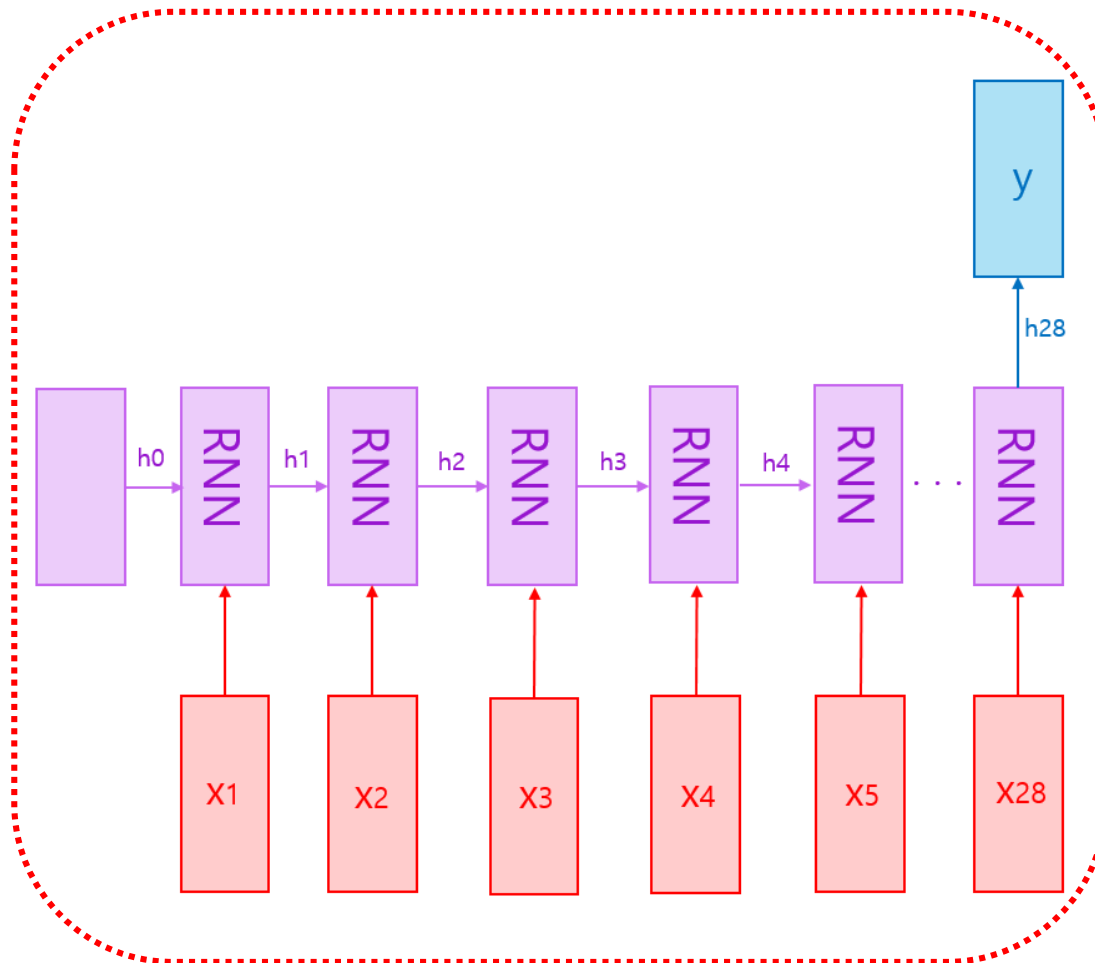 y
h28
h0
h1
h2
h3
h4
RNN
RNN
RNN
RNN
RNN
. . .
RNN
X1
X2
X3
X4
X5
X28